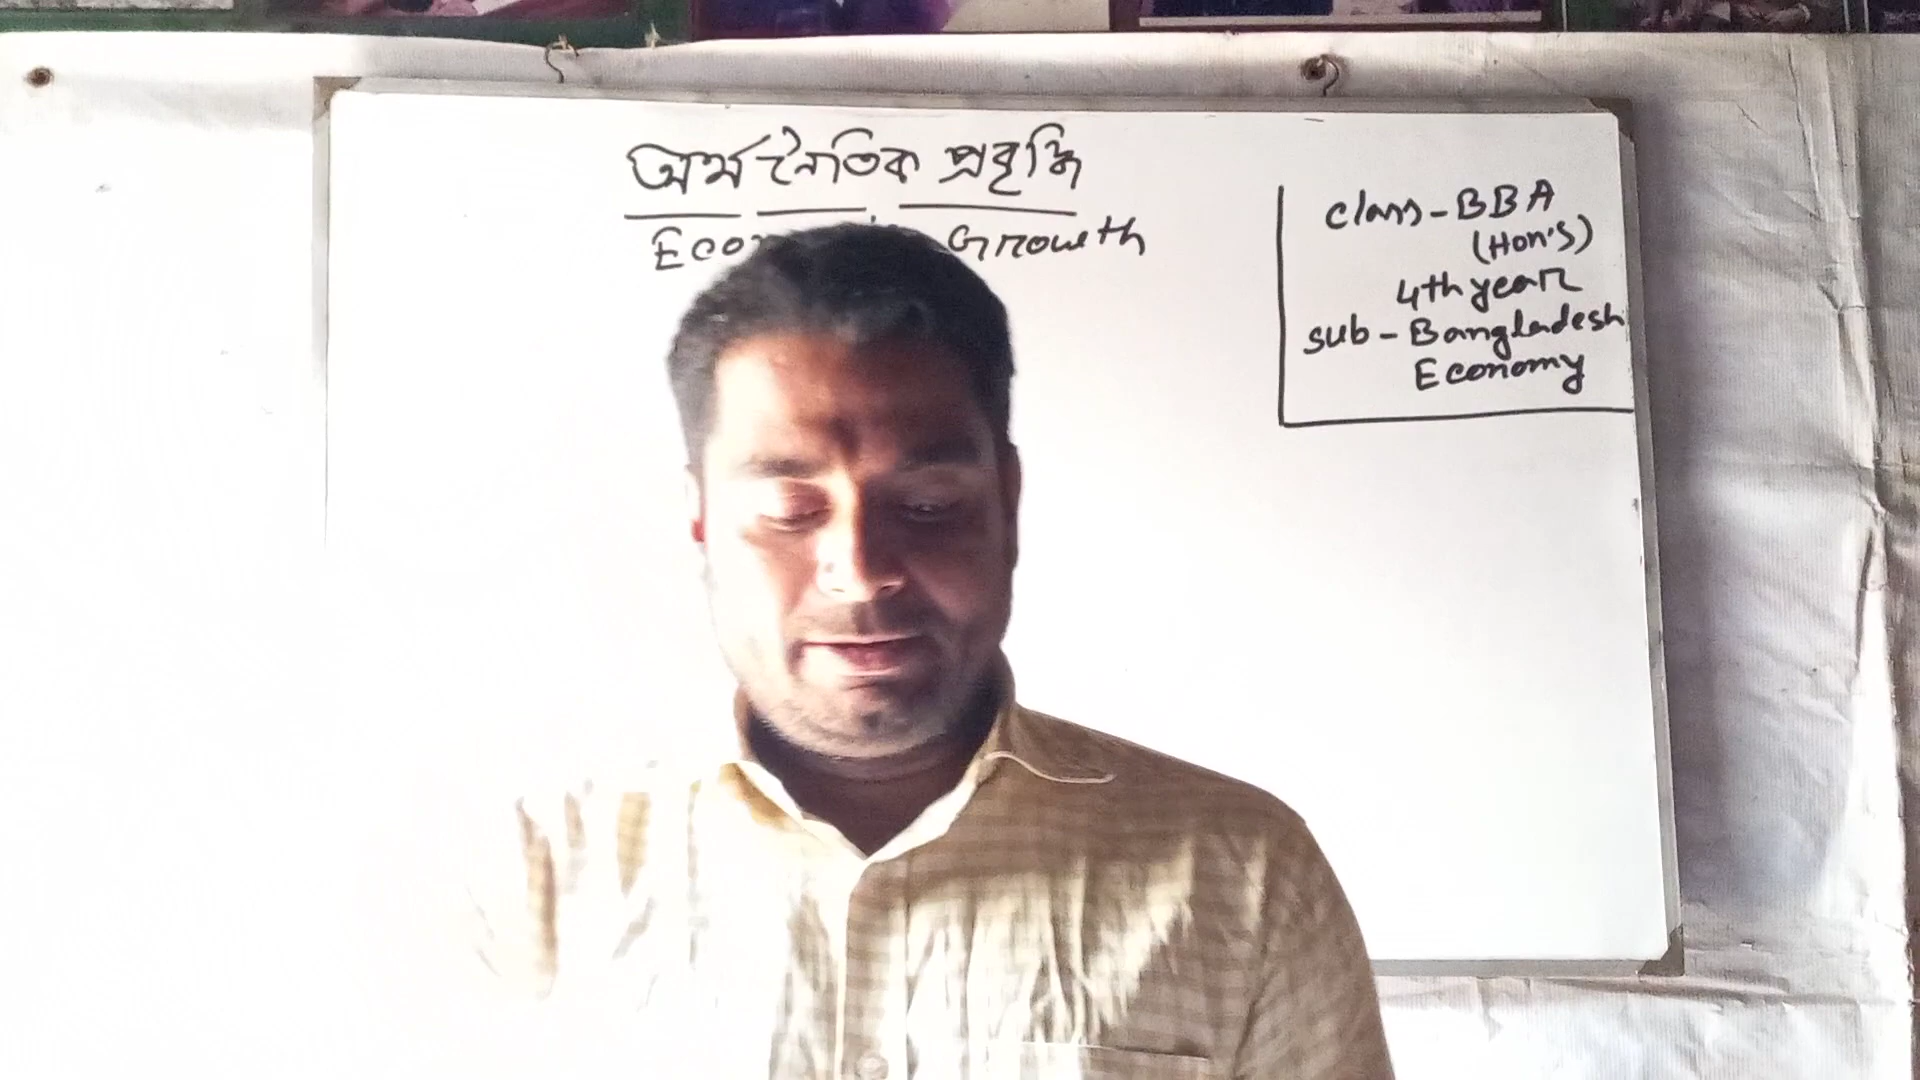 অর্থনৈতিক প্রবৃদ্ধি
Growth
class-BBA
(Hon's)
4th year
sub-Bangladesh
Economy